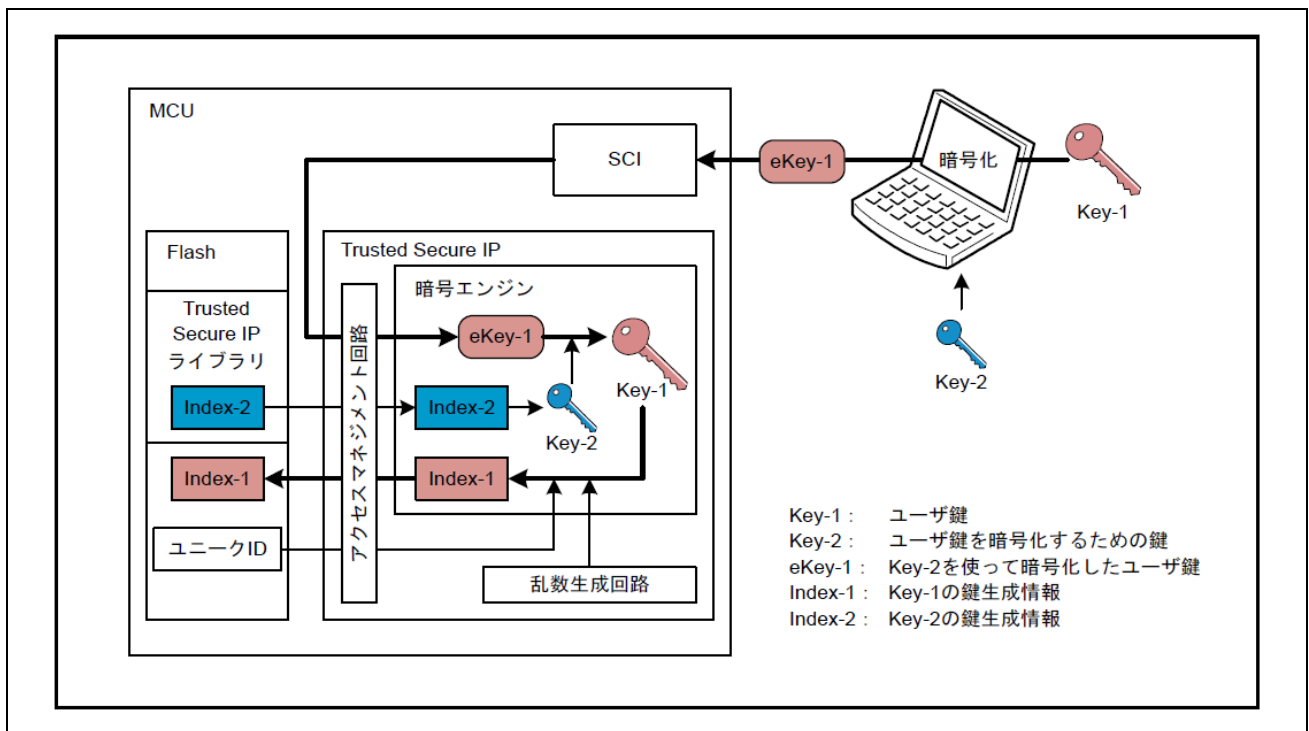 MCU
SCI
eKey-1
暗号化
Key-1
Key-2
Flash
Trusted
Secure IP
ライブラリ
Index-2
Index-1
ユニークID
Trusted Secure IP
アクセスマネジメント回路
暗号エンジン
eKey-1
Key-1
Index-2
Key-2
Index-1
乱数生成回路
Key-1 : ユーザ鍵
Key-2 : ユーザ鍵を暗号化するための鍵
eKey-1 : Key-2を使って暗号化したユーザ鍵
Index-1 : Key-1の鍵生成情報
Index-2 : Key-2の鍵生成情報